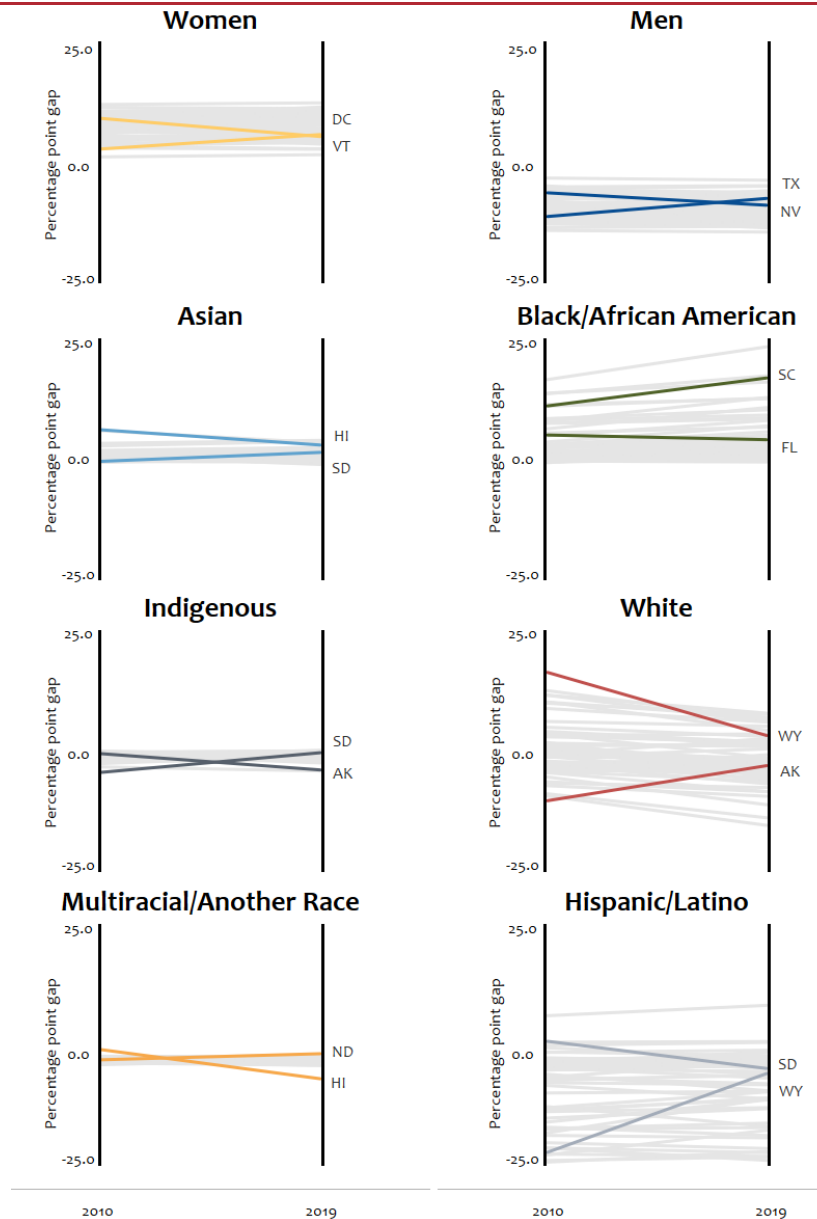 Women
Percentage point gap
25.0
0.0
-25.0
DC
VT
Men
Percentage point gap
25.0
0.0
-25.0
TX
NV
Asian
Percentage point gap
25.0
0.0
-25.0
HI
SD
Black/African American
Percentage point gap
25.0
0.0
-25.0
SC
FL
Indigenous
Percentage point gap
25.0
0.0
-25.0
SD
AK
White
Percentage point gap
25.0
0.0
-25.0
WY
AK
Multiracial/Another Race
Percentage point gap
25.0
0.0
-25.0
ND
HI
Hispanic/Latino
Percentage point gap
25.0
0.0
-25.0
SD
WY
2010
2019
2010
2019